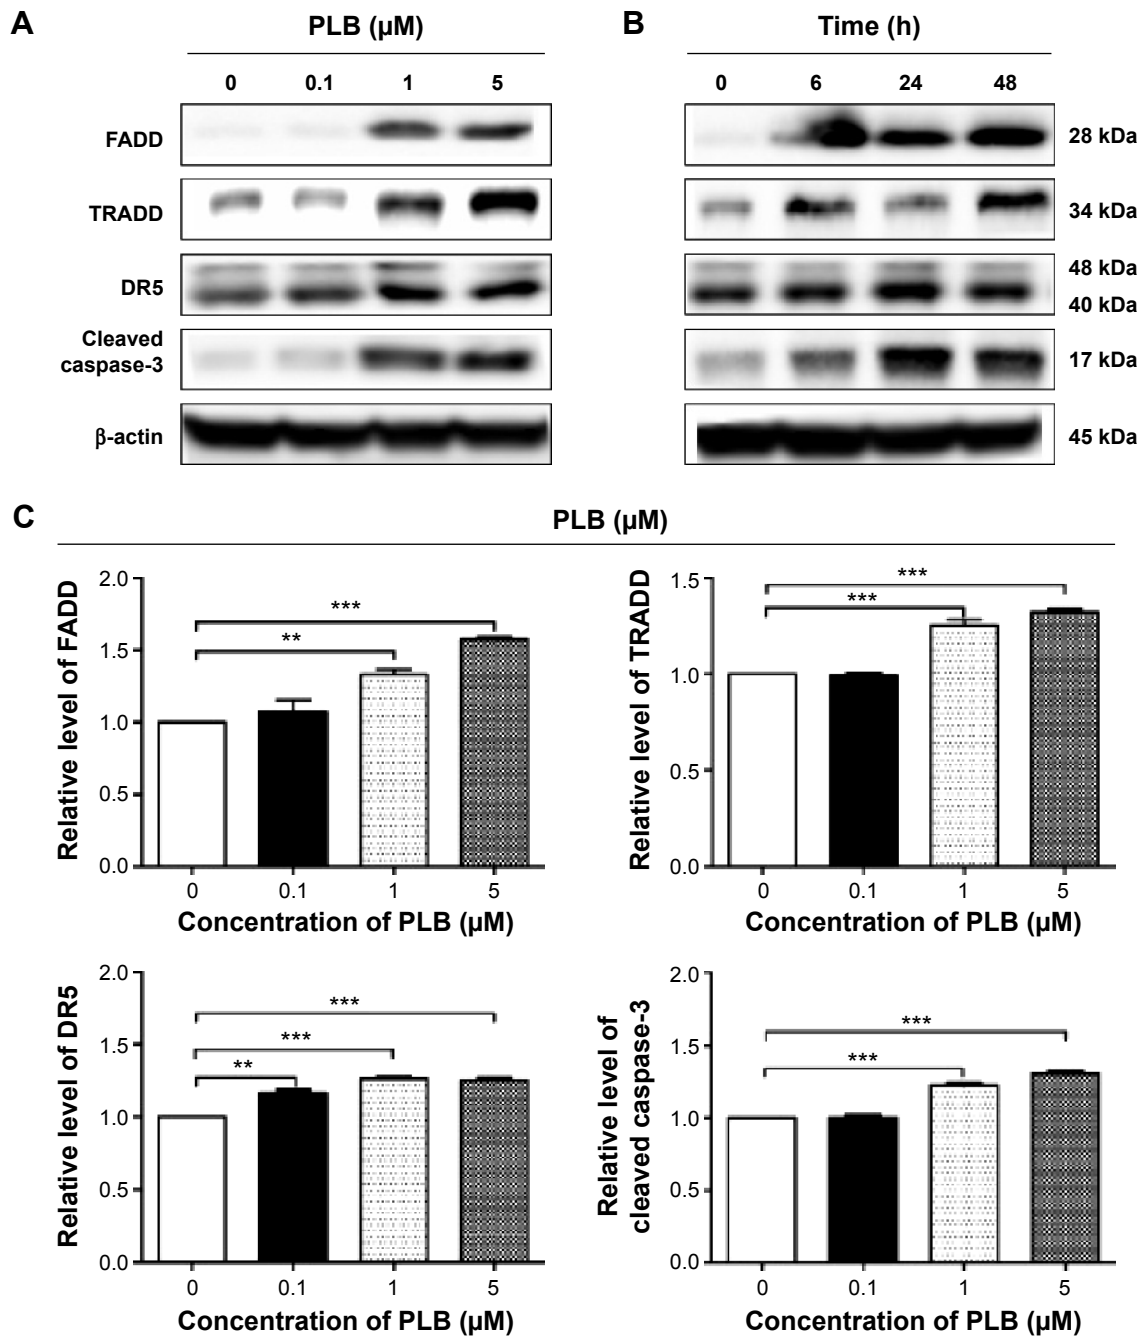 A
PLB (µM)
0 0.1 1 5
FADD
TRADD
DR5
Cleaved
caspase-3
β-actin
B
Time (h)
0 6 24 48
28 kDa
34 kDa
48 kDa
40 kDa
17 kDa
45 kDa
C
PLB (µM)
Relative level of FADD
2.0
1.5
1.0
0.5
0.0
***
**
0 0.1 1 5
Concentration of PLB (µM)
Relative level of TRADD
1.5
1.0
0.5
0.0
***
***
0 0.1 1 5
Concentration of PLB (µM)
Relative level of DR5
2.0
1.5
1.0
0.5
0.0
***
***
**
0 0.1 1 5
Concentration of PLB (µM)
Relative level of
cleaved caspase-3
2.0
1.5
1.0
0.5
0.0
***
***
0 0.1 1 5
Concentration of PLB (µM)